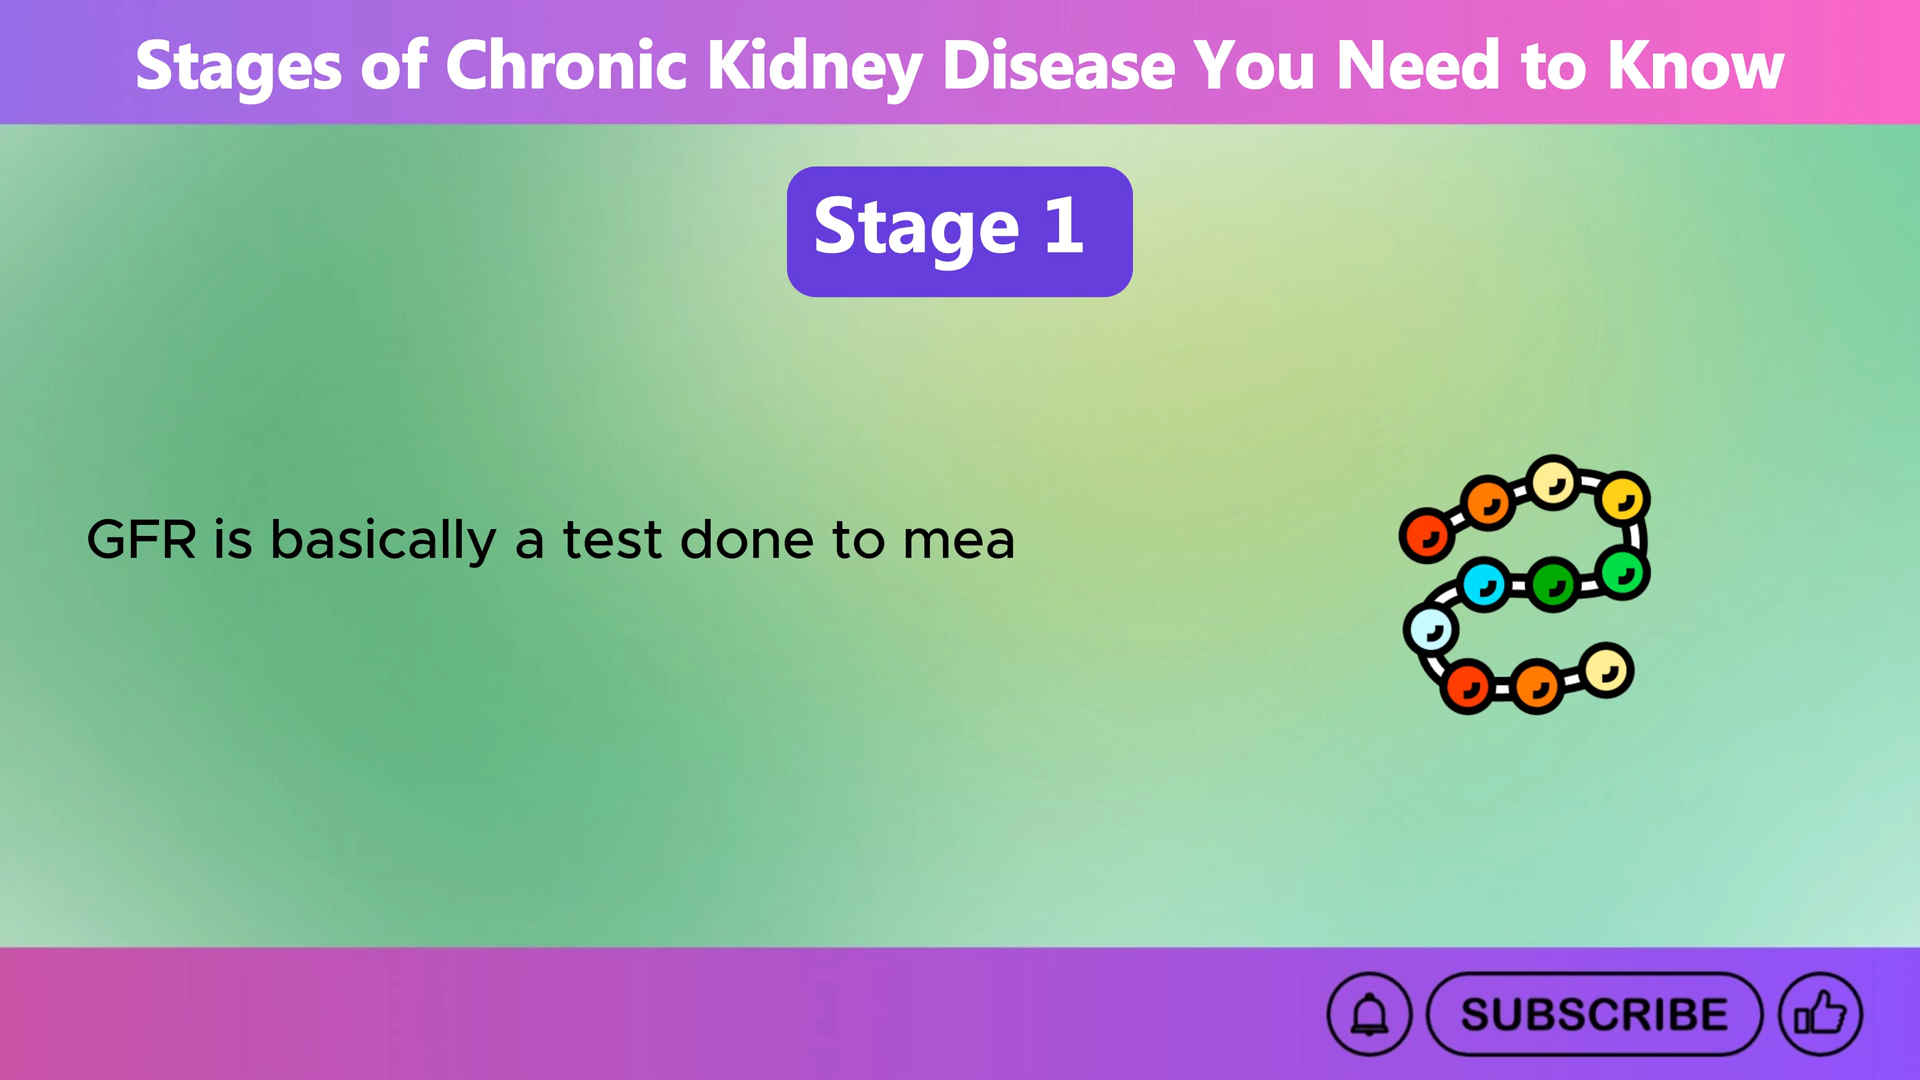 Stages of Chronic Kidney Disease You Need to Know
Stage 1
GFR is basically a test done to mea
SUBSCRIBE